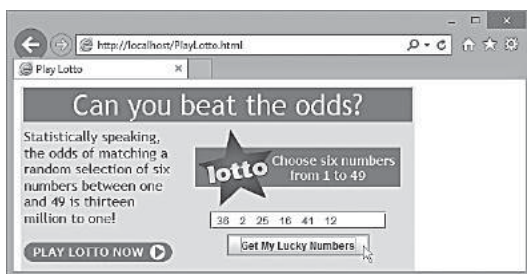 http://localhost/PlayLotto.html
Play Lotto
Can you beat the odds?
Statistically speaking,
the odds of matching a
random selection of six
numbers between one
and 49 is thirteen
million to one!
PLAY LOTTO NOW
lotto
Choose six numbers
from 1 to 49
36 2 25 16 41 12
Get My Lucky Numbers